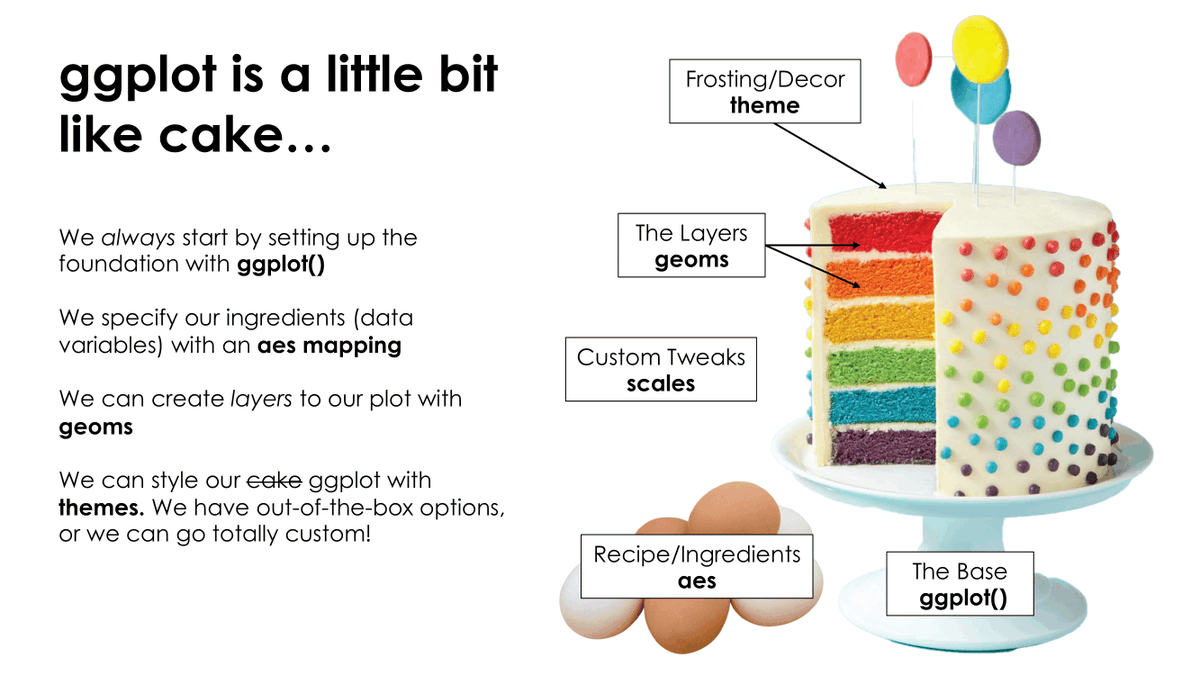 ggplot is a little bit
like cake...
We always start by setting up the
foundation with ggplot()
We specify our ingredients (data
variables) with an aes mapping
We can create layers to our plot with
geoms
We can style our cake ggplot with
themes. We have out-of-the-box options,
or we can go totally custom!
Frosting/Decor
theme
The Layers
geoms
Custom Tweaks
scales
Recipe/Ingredients
aes
The Base
ggplot()